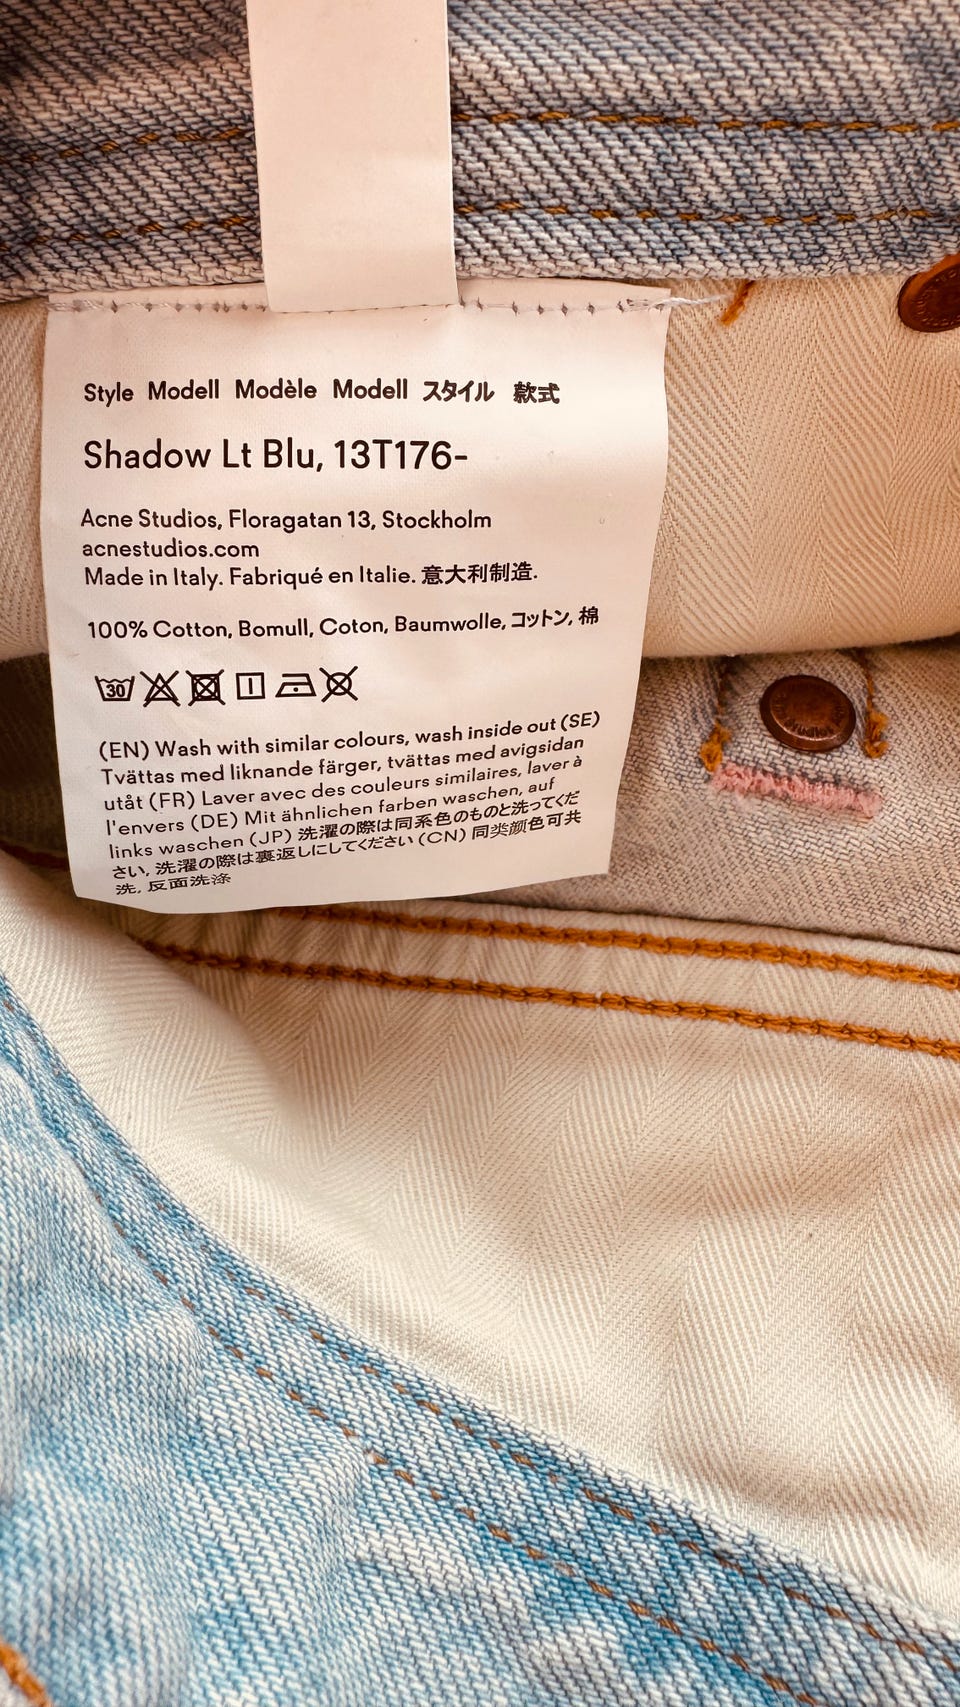 Style Modell Modèle Modell スタイル 款式
Shadow Lt Blu, 13T176-
Acne Studios, Floragatan 13, Stockholm
acnestudios.com
Made in Italy. Fabriqué en Italie. 意大利制造.
100% Cotton, Bomull, Coton, Baumwolle, コットン, 棉
30
(EN) Wash with similar colours, wash inside out (SE)
Tvättas med liknande färger, tvättas med avigsidan
utåt (FR) Laver avec des couleurs similaires, laver à
l'envers (DE) Mit ähnlichen farben waschen, auf
links waschen (JP) 洗濯の際は同系色のものと洗ってくだ
さい, 洗濯の際は裏返しにしてください (CN) 同类颜色可共
洗, 反面洗涤